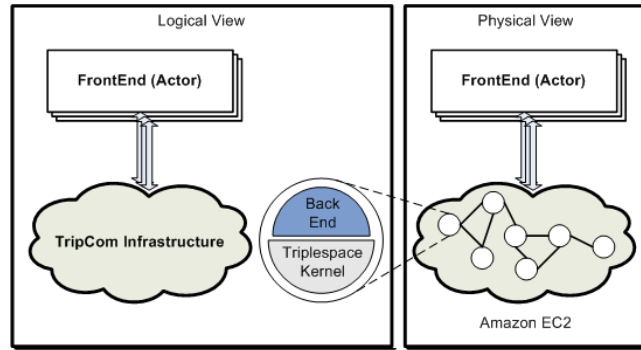 Logical View
FrontEnd (Actor)
TripCom Infrastructure
Back
End
Triplespace
Kernel
Physical View
FrontEnd (Actor)
Amazon EC2